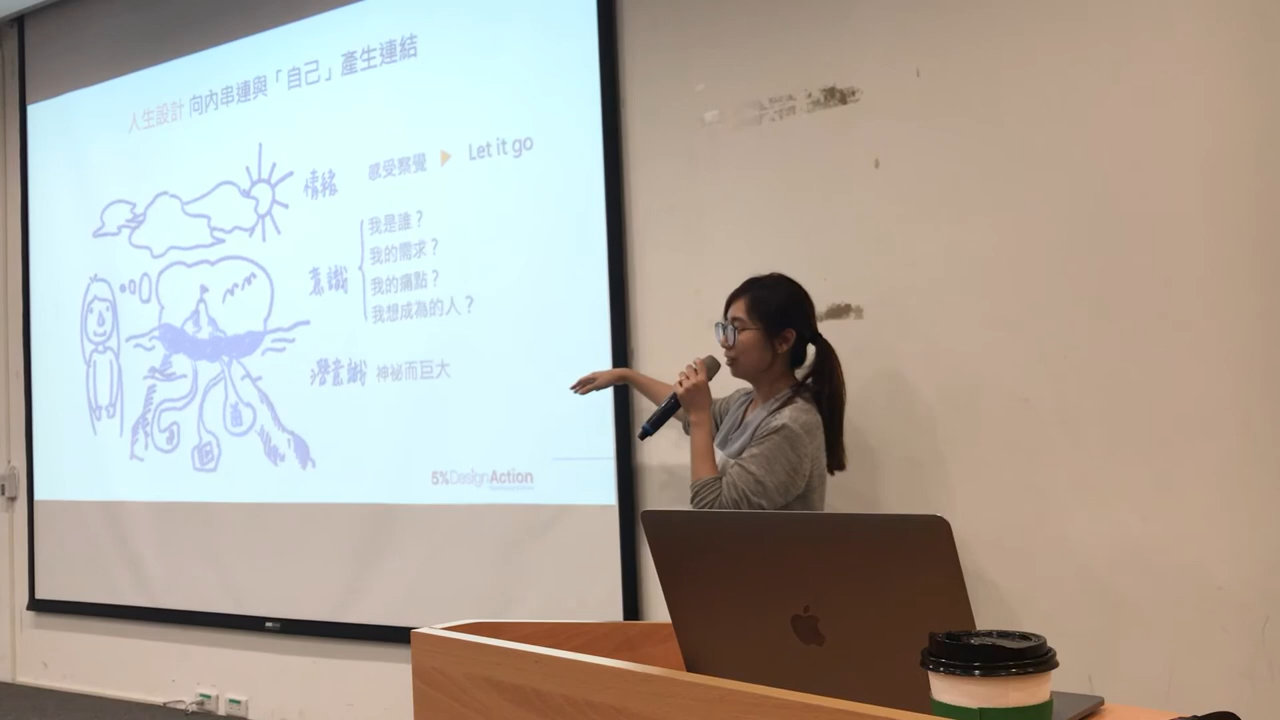 人生設計 向內串連與「自己」產生連結
情緒 感受察覺 ▶ Let it go
意識
我是誰？
我的需求？
我的痛點？
我想成為的人？
潛意識 神祕而巨大
5%DesignAction